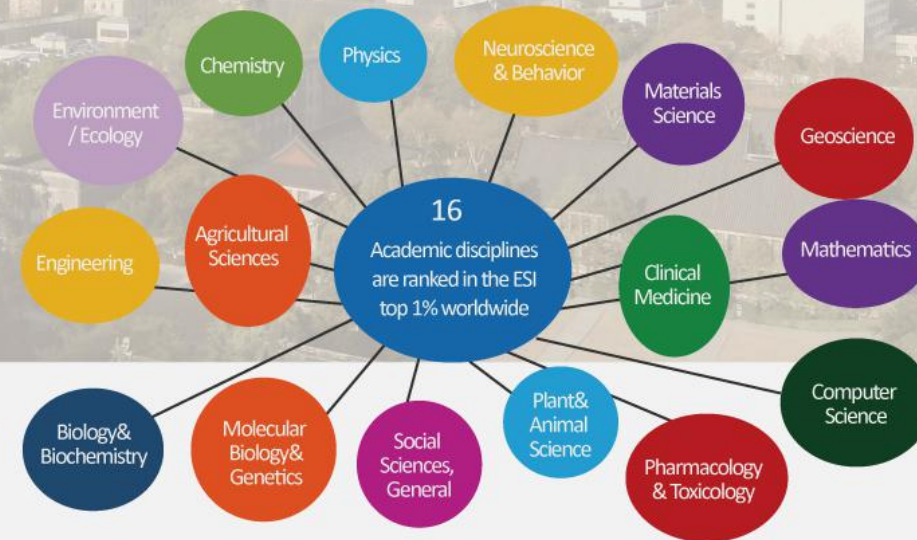 Chemistry
Physics
Neuroscience
& Behavior
Environment
/ Ecology
Materials
Science
Geoscience
Engineering
Agricultural
Sciences
16
Academic disciplines
are ranked in the ESI
top 1% worldwide
Clinical
Medicine
Mathematics
Biology&
Biochemistry
Molecular
Biology&
Genetics
Social
Sciences,
General
Plant&
Animal
Science
Pharmacology
& Toxicology
Computer
Science